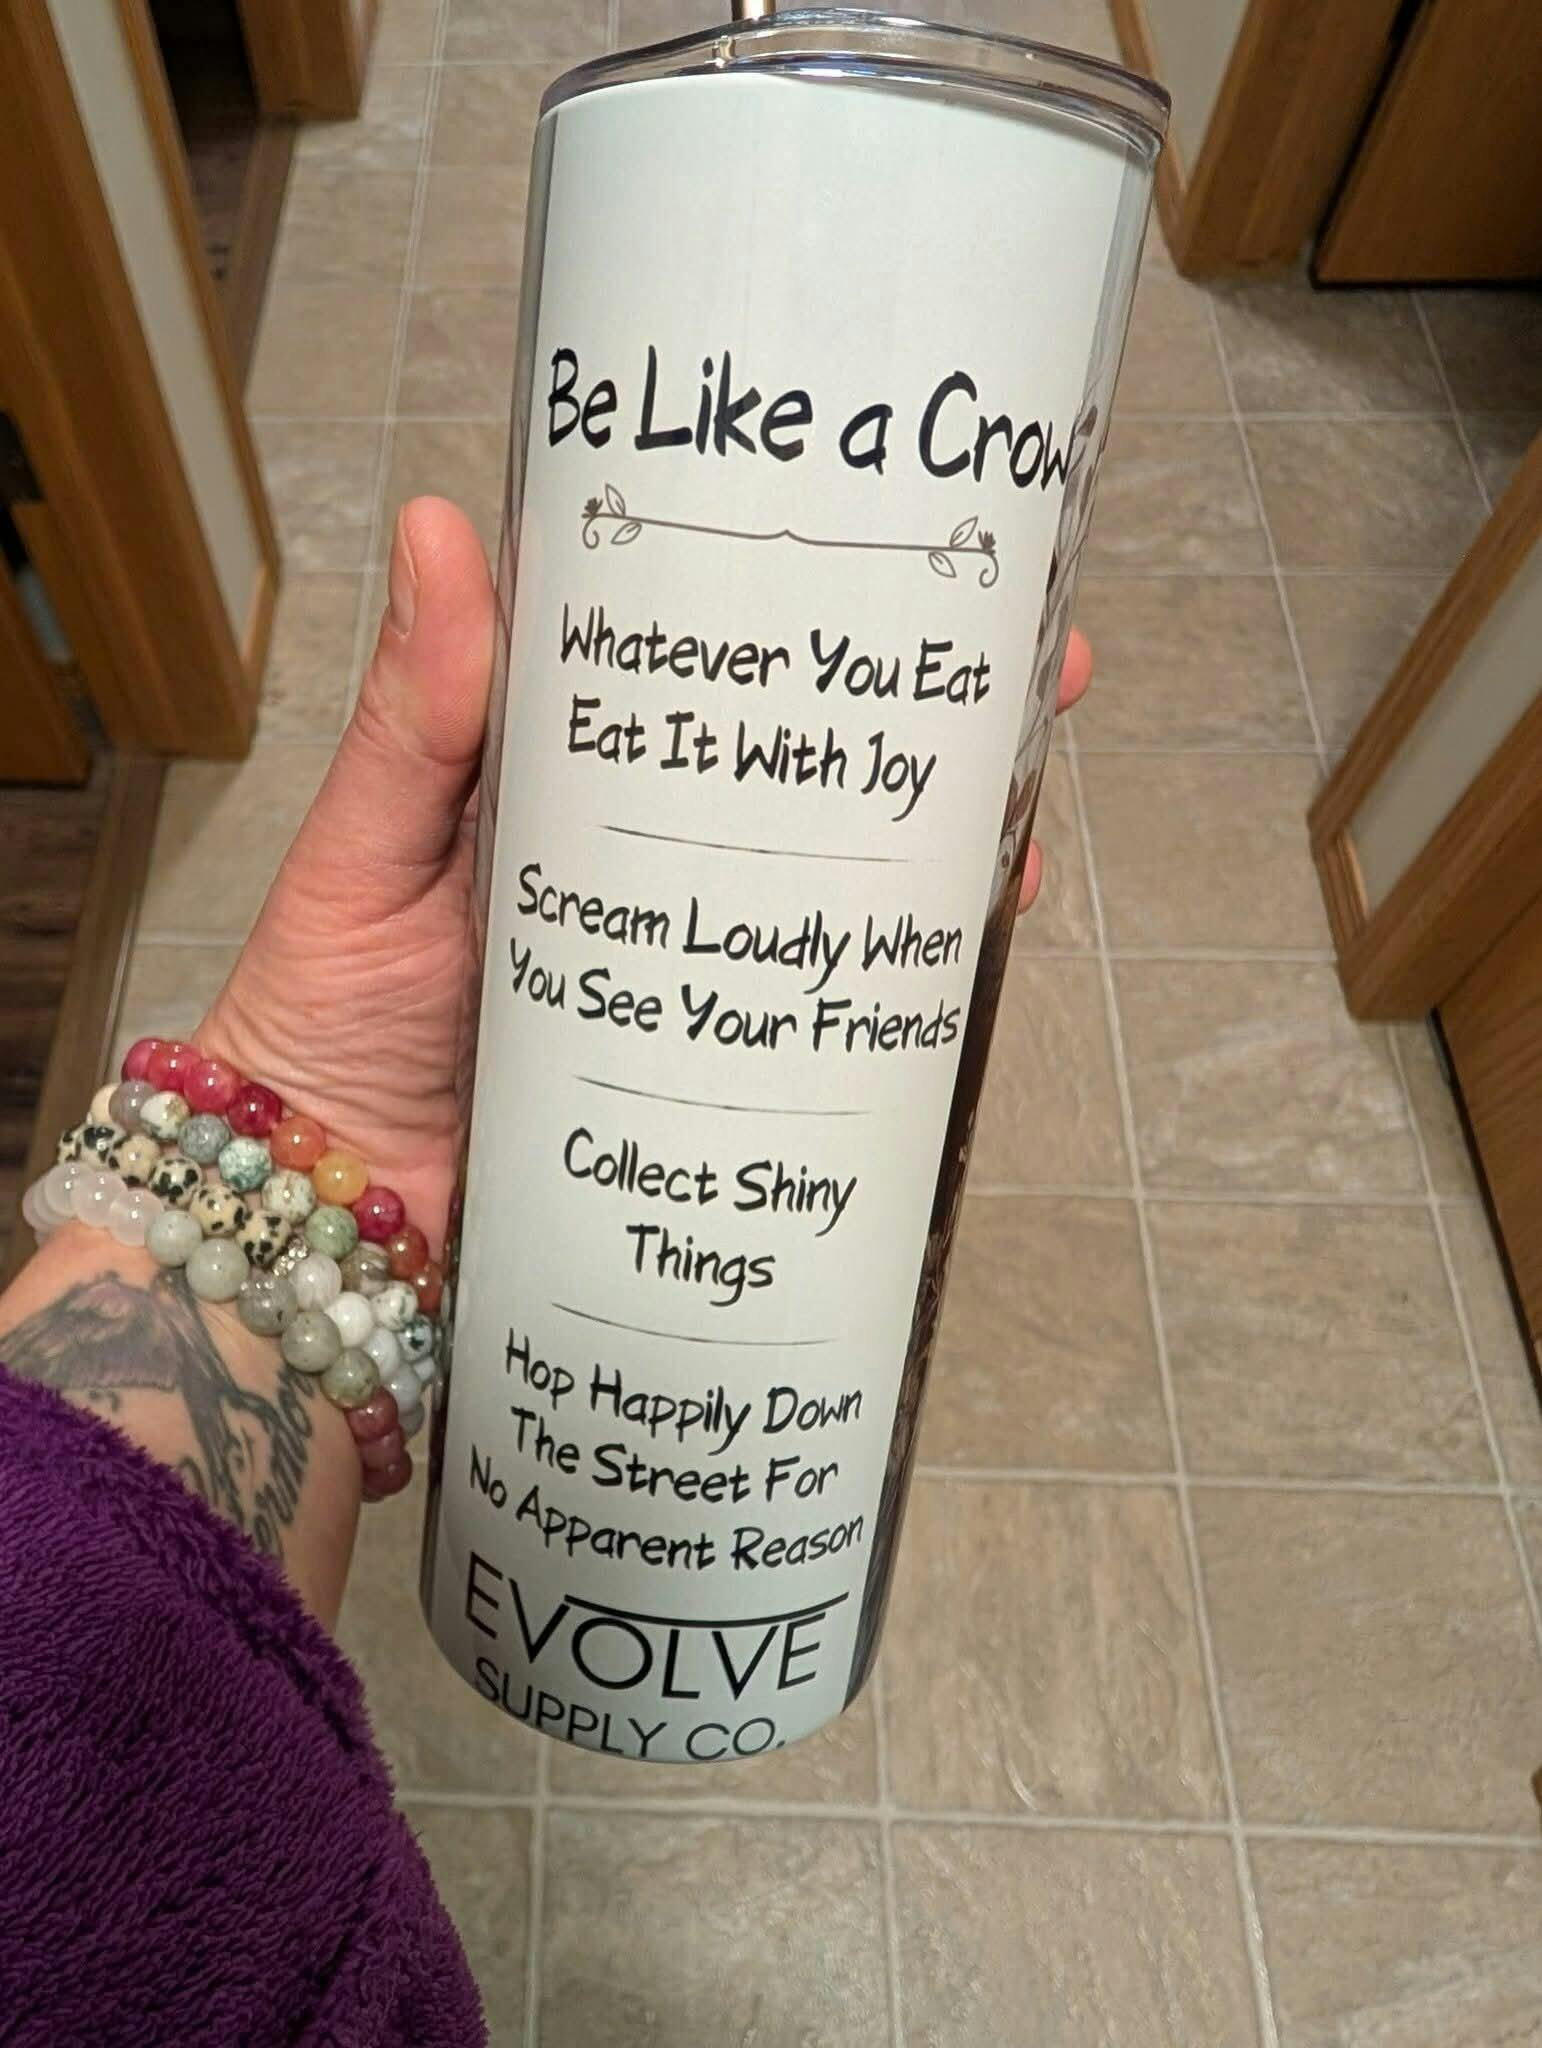 Be Like a Crow
Whatever You Eat
Eat It With Joy
Scream Loudly When
You See Your Friends
Collect Shiny
Things
Hop Happily Down
The Street For
No Apparent Reason
EVOLVE
SUPPLY CO.